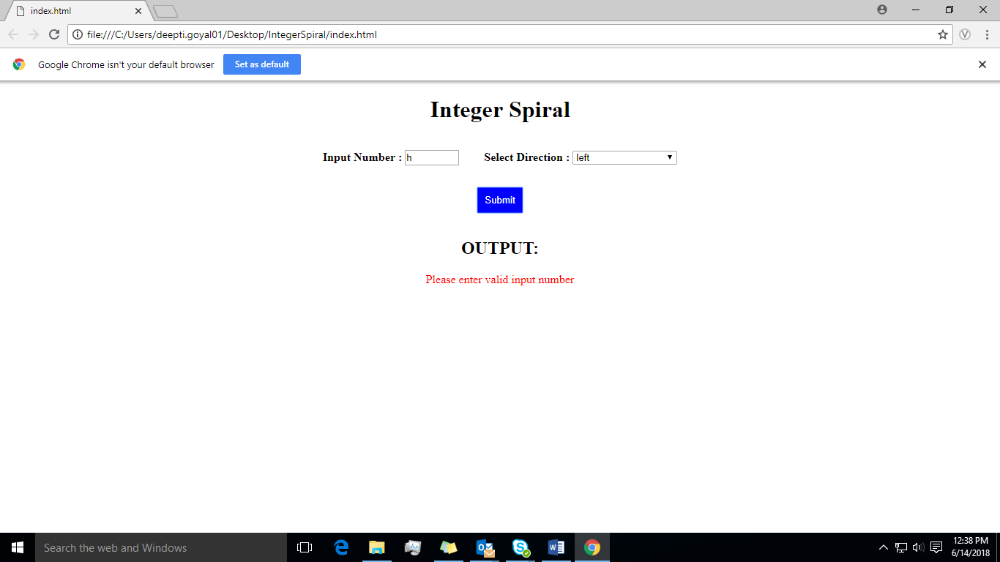 index.html
file:///C:/Users/deepti.goyal01/Desktop/IntegerSpiral/index.html
Google Chrome isn't your default browser Set as default
Integer Spiral
Input Number : h Select Direction : left
Submit
OUTPUT:
Please enter valid input number
Search the web and Windows
12:38 PM
6/14/2018